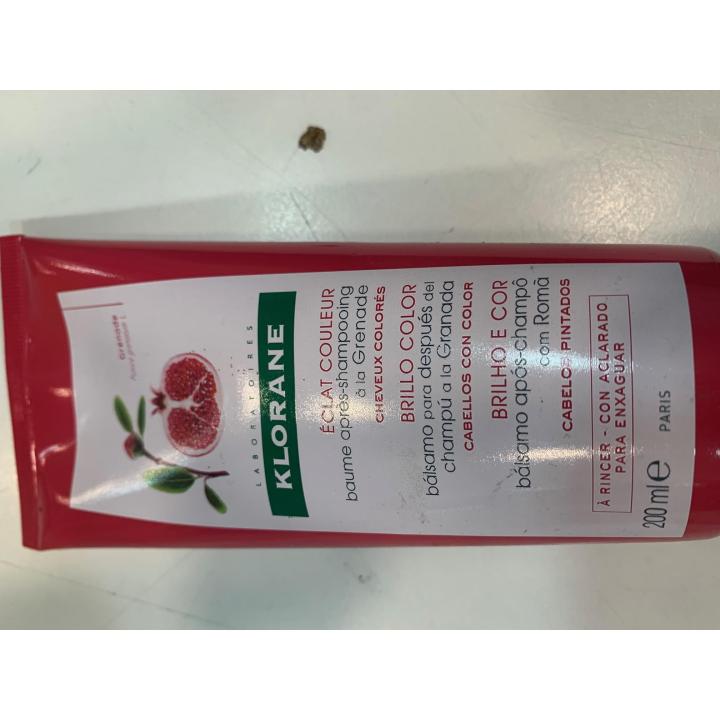 Grenade
LABORATOIRES
KLORANE
ÉCLAT COULEUR
baume après-shampooing
à la Grenade
CHEVEUX COLORÉS
BRILLO COLOR
bálsamo para después del
champú a la Granada
CABELLOS CON COLOR
BRILHO E COR
bálsamo após-champô
com Romã
CABELOS PINTADOS
À RINCER - CON ACLARADO
PARA ENXAGUAR
200 ml e PARIS